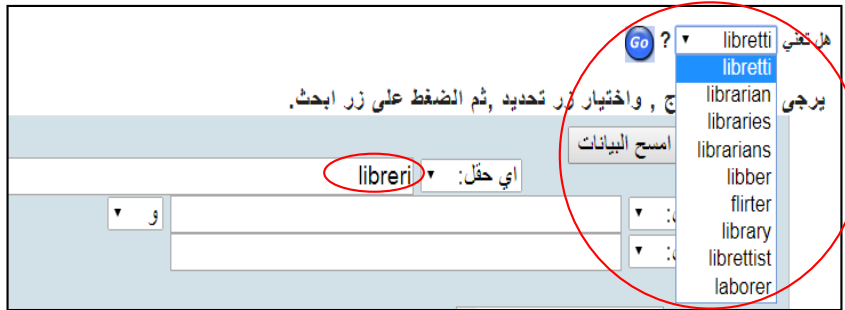 هل تعني libretti ? Go
libretti
librarian
libraries
librarians
libber
flirter
library
librettist
laborer
يرجى ج , واختيار زر تحديد ,ثم الضغط على زر ابحث.
امسح البيانات
اي حقل: libreri
و